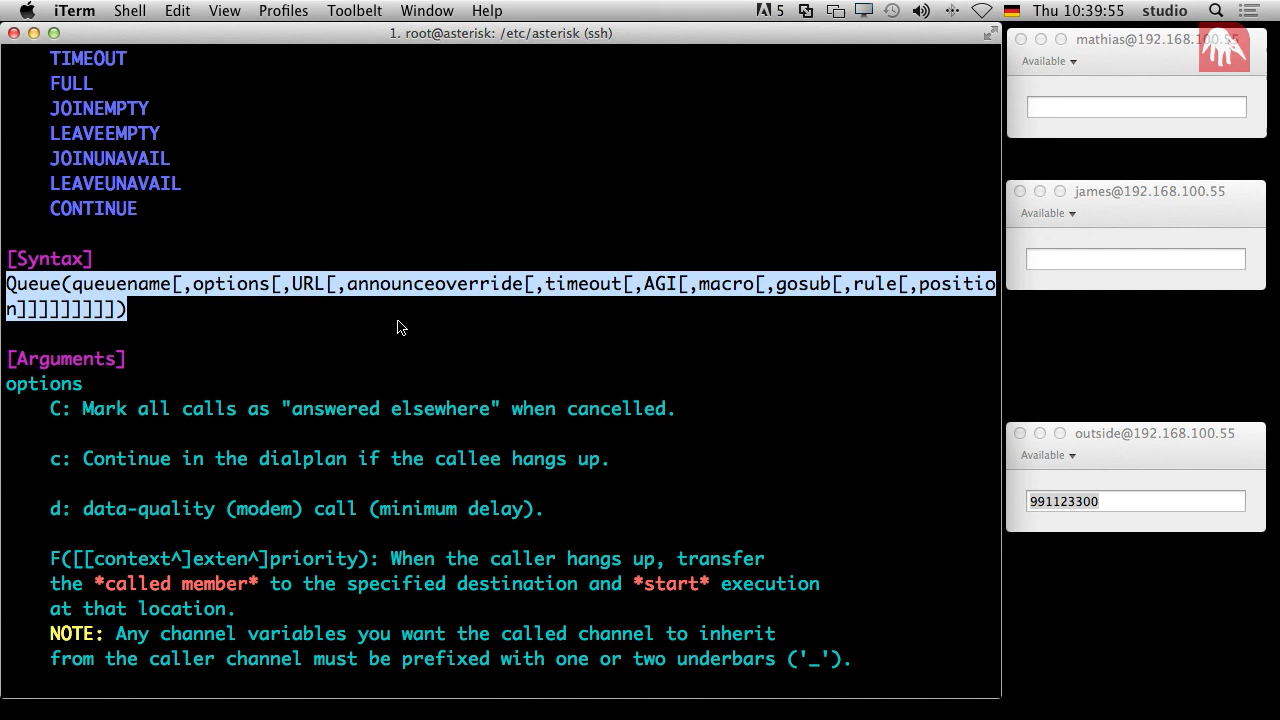 iTerm Shell Edit View Profiles Toolbelt Window Help 5 Thu 10:39:55 studio
1. root@asterisk: /etc/asterisk (ssh)
TIMEOUT
FULL
JOINEMPTY
LEAVEEMPTY
JOINUNAVAIL
LEAVEUNAVAIL
CONTINUE
[Syntax]
Queue(queuename[,options[,URL[,announceoverride[,timeout[,AGI[,macro[,gosub[,rule[,positio
n]]]]]]]]])
[Arguments]
options
C: Mark all calls as "answered elsewhere" when cancelled.
c: Continue in the dialplan if the callee hangs up.
d: data-quality (modem) call (minimum delay).
F([[context^]exten^]priority): When the caller hangs up, transfer
the *called member* to the specified destination and *start* execution
at that location.
NOTE: Any channel variables you want the called channel to inherit
from the caller channel must be prefixed with one or two underbars ('_').
mathias@192.168.100.55
Available
james@192.168.100.55
Available
outside@192.168.100.55
Available
991123300